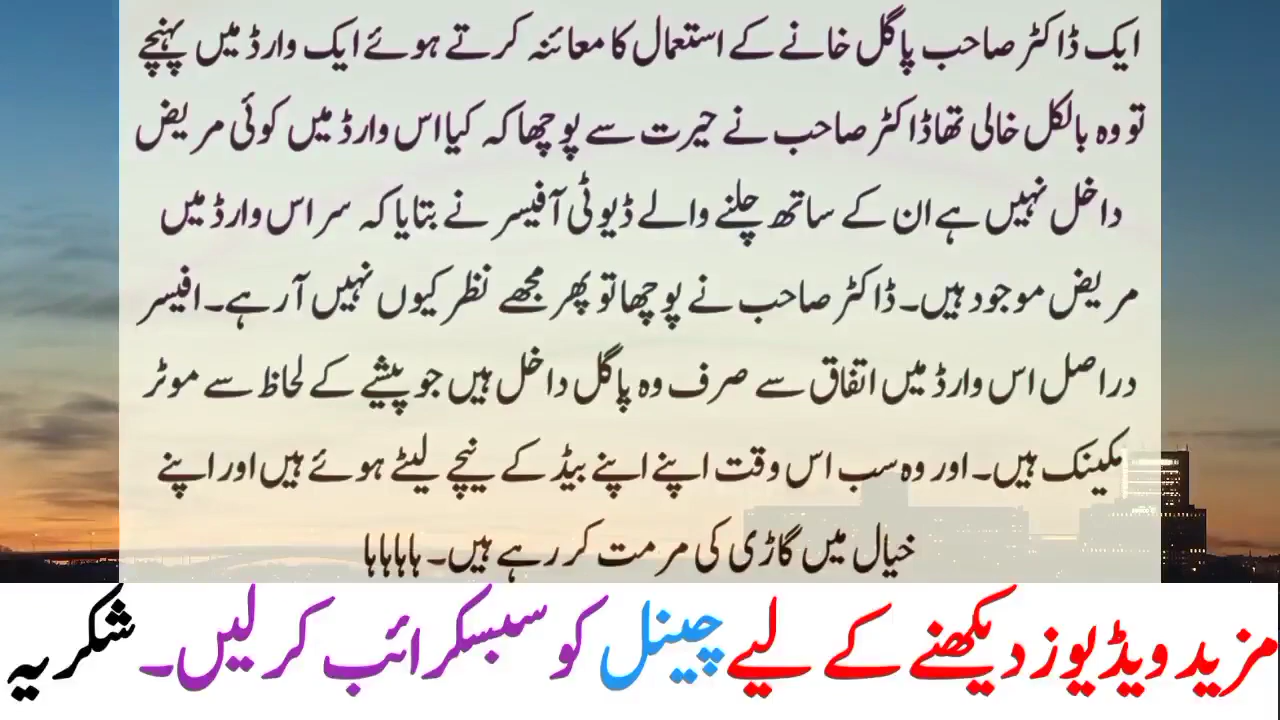 ایک ڈاکٹر صاحب پاگل خانے کے استعمال کا معائنہ کرتے ہوئے ایک وارڈ میں پہنچے
تو وہ بالکل خالی تھا ڈاکٹر صاحب نے حیرت سے پوچھا کہ کیا اس وارڈ میں کوئی مریض
داخل نہیں ہے ان کے ساتھ چلنے والے ڈیوٹی آفیسر نے بتایا کہ سر اس وارڈ میں
مریض موجود ہیں۔ ڈاکٹر صاحب نے پوچھا تو پھر مجھے نظر کیوں نہیں آ رہے۔ افیسر
دراصل اس وارڈ میں اتفاق سے صرف وہ پاگل داخل ہیں جو پیشے کے لحاظ سے موٹر
مکینک ہیں۔ اور وہ سب اس وقت اپنے اپنے بیڈ کے نیچے لیٹے ہوئے ہیں اور اپنے
خیال میں گاڑی کی مرمت کر رہے ہیں۔ ہاہاہاہا
مزید ویڈیوز دیکھنے کے لیے چینل کو سبسکرائب کر لیں۔ شکریہ